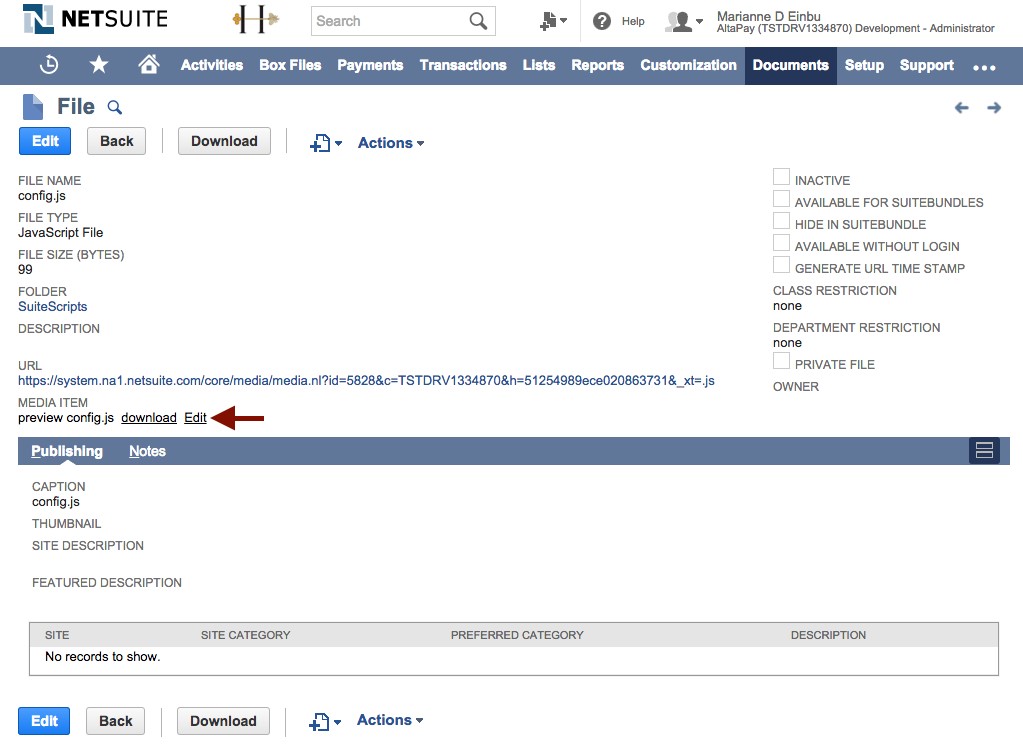 NETSUITE
H
Search
Help
Marianne D Einbu
AltaPay (TSTDRV1334870) Development - Administrator
Activities Box Files Payments Transactions Lists Reports Customization Documents Setup Support
File
Edit Back Download Actions
FILE NAME
config.js
FILE TYPE
JavaScript File
FILE SIZE (BYTES)
99
FOLDER
SuiteScripts
DESCRIPTION
URL
https://system.na1.netsuite.com/core/media/media.nl?id=5828&c=TSTDRV1334870&h=51254989ece020863731&_xt=.js
MEDIA ITEM
preview config.js download Edit
INACTIVE
AVAILABLE FOR SUITEBUNDLES
HIDE IN SUITEBUNDLE
AVAILABLE WITHOUT LOGIN
GENERATE URL TIME STAMP
CLASS RESTRICTION
none
DEPARTMENT RESTRICTION
none
PRIVATE FILE
OWNER
Publishing Notes
CAPTION
config.js
THUMBNAIL
SITE DESCRIPTION
FEATURED DESCRIPTION
SITE SITE CATEGORY PREFERRED CATEGORY DESCRIPTION
No records to show.
Edit Back Download Actions